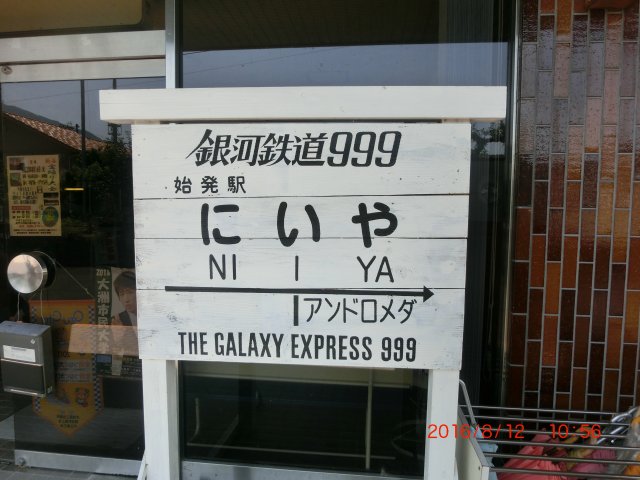 銀河鉄道999
始発駅
にいや
NI I YA
アンドロメダ
THE GALAXY EXPRESS 999
2016/8/12 10:56